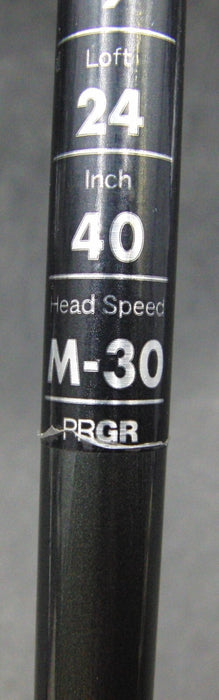 Loft
24
Inch
40
Head Speed
M-30
PRGR